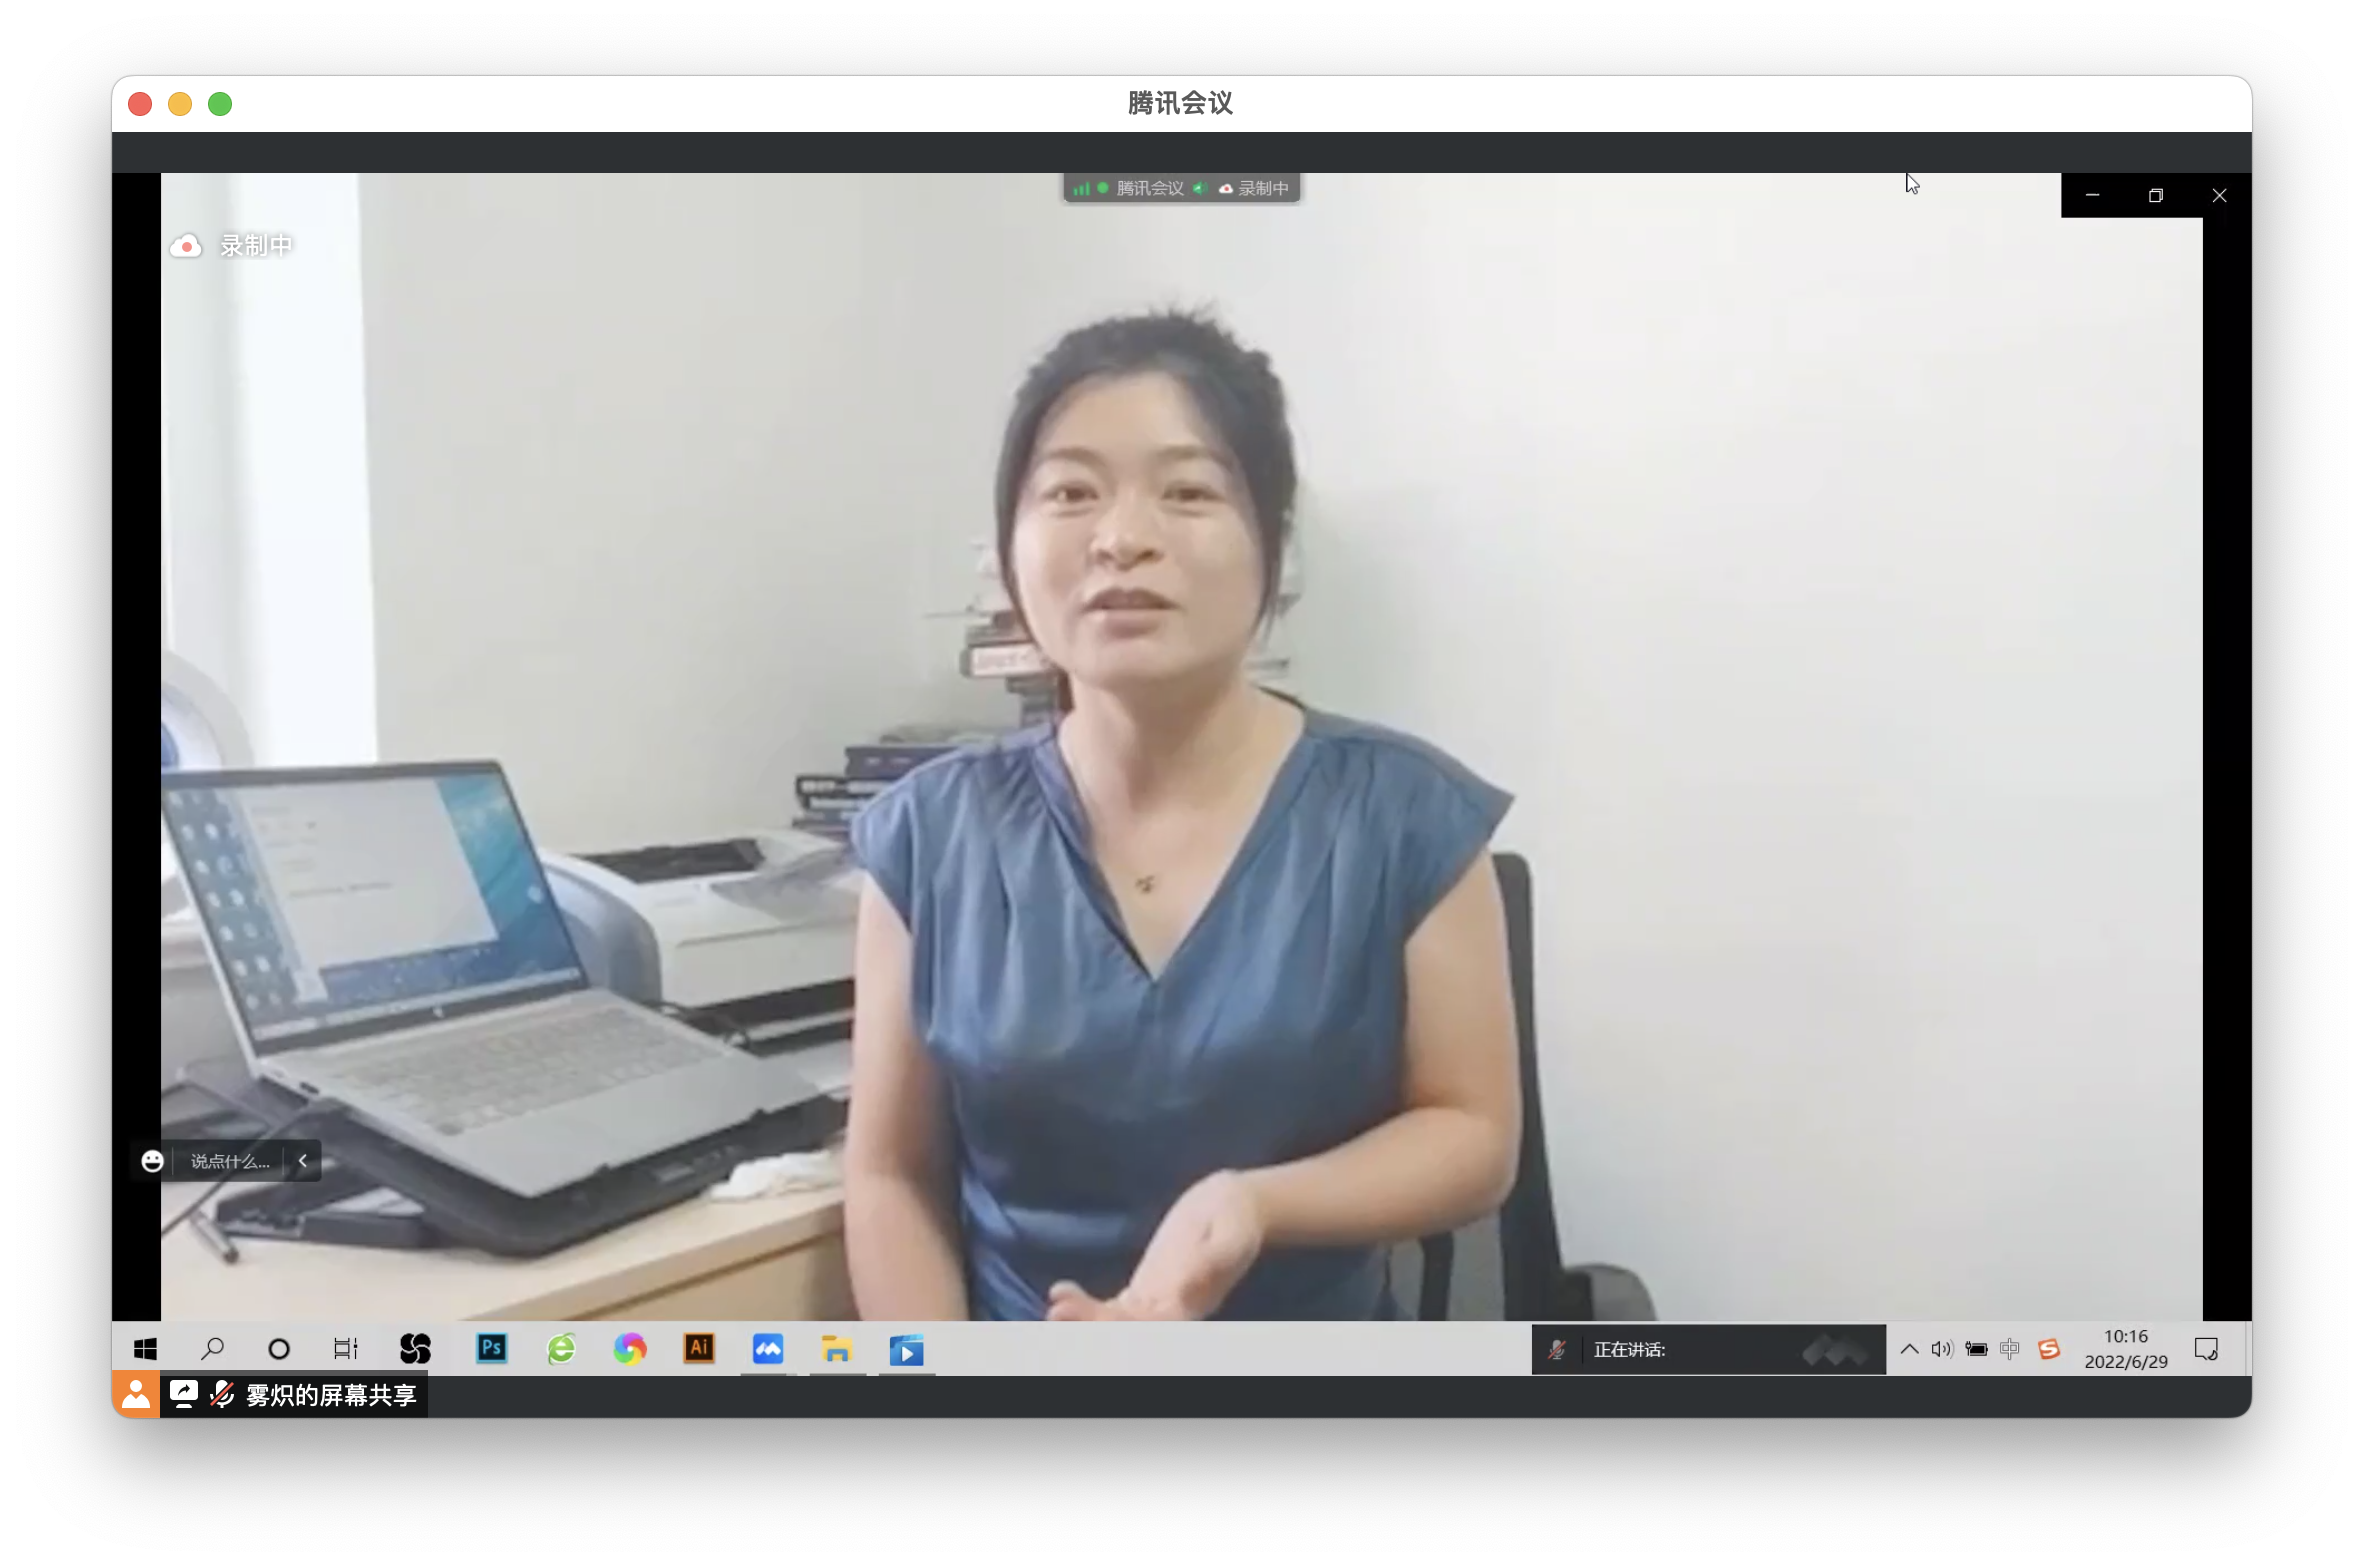 腾讯会议
腾讯会议 录制中
录制中
说点什么...
Ps
Ai
正在讲话:
中
10:16
2022/6/29
雾炽的屏幕共享